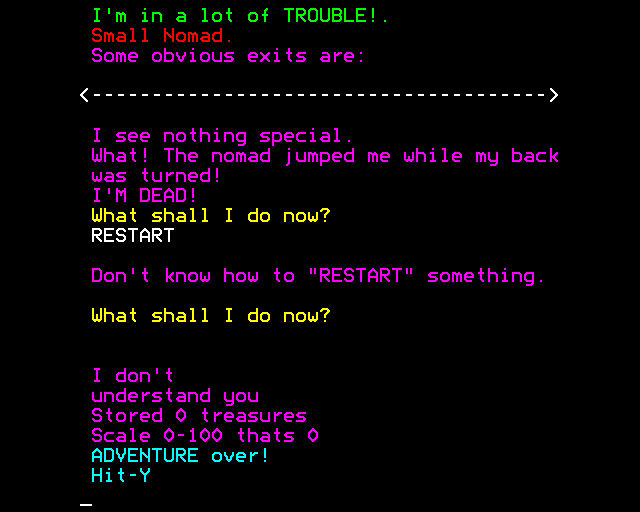 I'm in a lot of TROUBLE!.
Small Nomad.
Some obvious exits are:
<-------------------------------------->
I see nothing special.
What! The nomad jumped me while my back
was turned!
I'M DEAD!
What shall I do now?
RESTART
Don't know how to "RESTART" something.
What shall I do now?
I don't
understand you
Stored 0 treasures
Scale 0-100 thats 0
ADVENTURE over!
Hit-Y
_